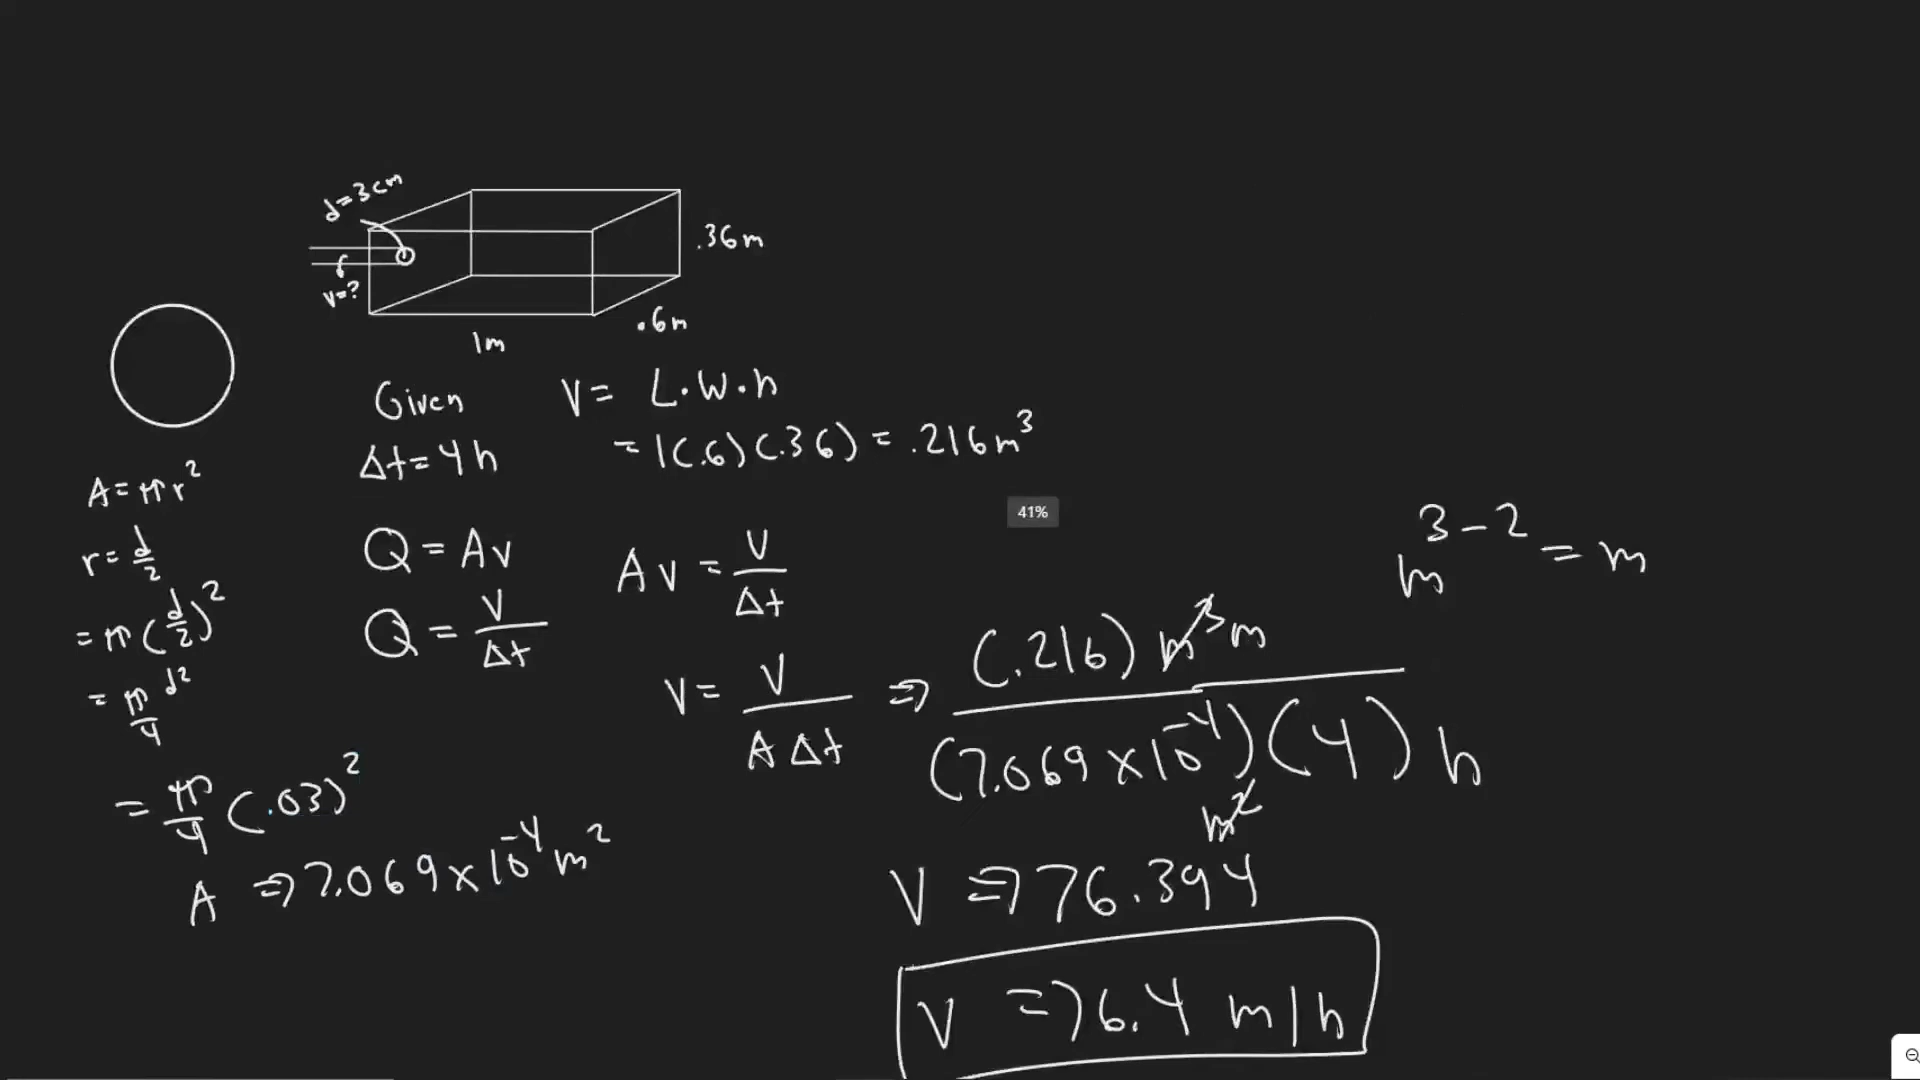 d=3cm
.36m
v=?
.6m
1m
Given
V= L·W·h
Δt=4h
=1(.6)(.36)=.216m³
A=πr²
r=d/2
=π(d/2)²
=π/4 d²
=π/4 (.03)²
A ⇒7.069x10⁻⁴m²
Q=Av
Q=V/Δt
Av=V/Δt
41%
m³⁻²=m
v=V/AΔt ⇒ (.216)m³m/(7.069x10⁻⁴)(4)h
m²
V ⇒76.394
V =76.4 m/h